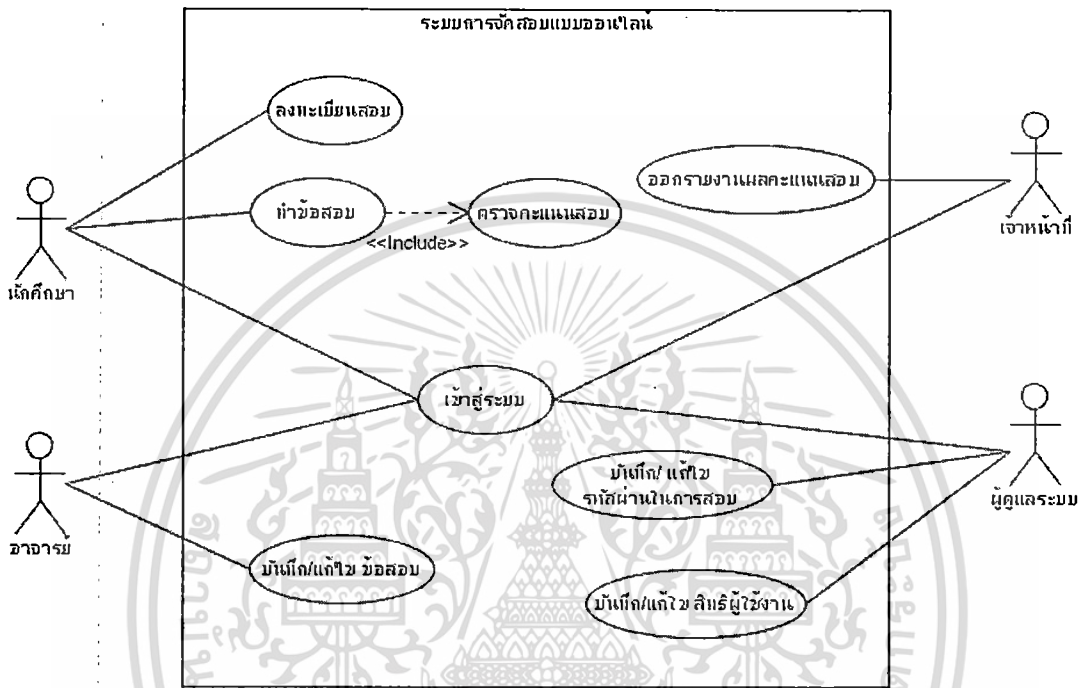 ระบบการจัดสอบแบบออนไลน์
ลงทะเบียนสอบ
ออกรายงานผลคะแนนสอบ
เจ้าหน้าที่
ทำข้อสอบ
ตรวจคะแนนสอบ
<<Include>>
นักศึกษา
เข้าสู่ระบบ
บันทึก/ แก้ไข
รหัสผ่านในการสอบ
ผู้ดูแลระบบ
อาจารย์
บันทึก/แก้ไข ข้อสอบ
บันทึก/แก้ไข สิทธิผู้ใช้งาน